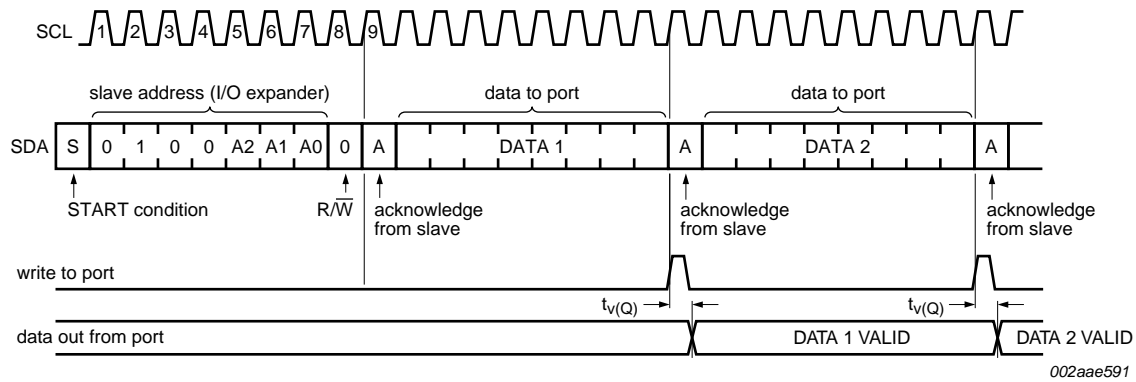 SCL 1 2 3 4 5 6 7 8 9
slave address (I/O expander) data to port data to port
SDA S 0 1 0 0 A2 A1 A0 0 A DATA 1 A DATA 2 A
START condition R/W̅ acknowledge from slave acknowledge from slave acknowledge from slave
write to port
tv(Q) tv(Q)
data out from port DATA 1 VALID DATA 2 VALID
002aae591